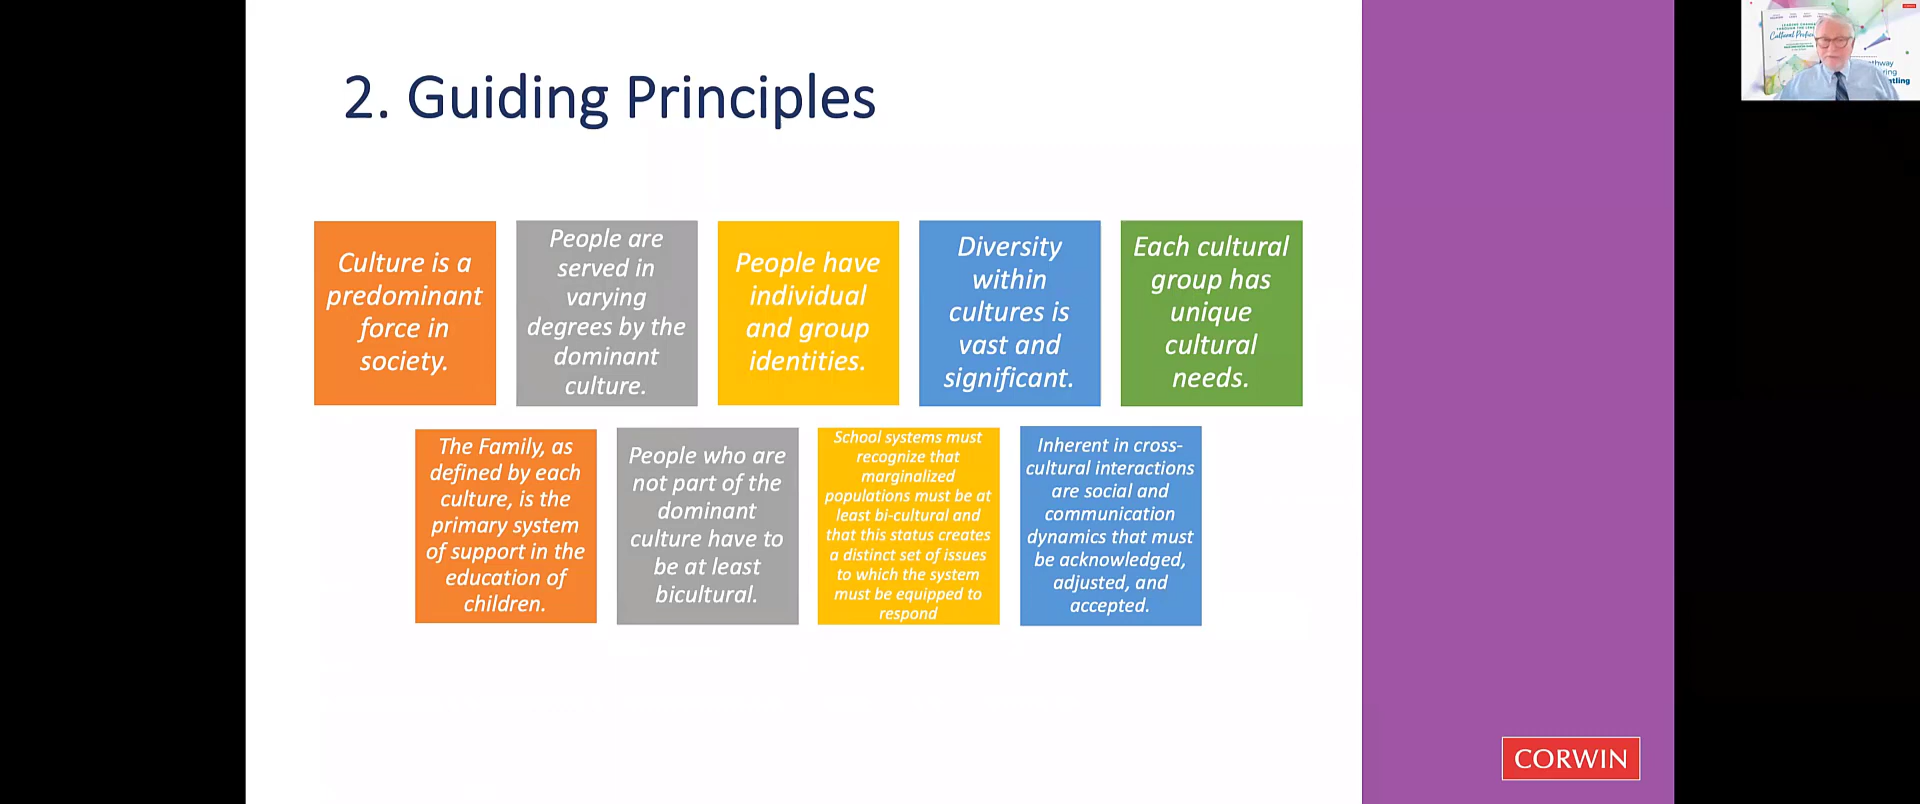 2. Guiding Principles
Culture is a
predominant
force in
society.
People are
served in
varying
degrees by the
dominant
culture.
People have
individual
and group
identities.
Diversity
within
cultures is
vast and
significant.
Each cultural
group has
unique
cultural
needs.
The Family, as
defined by each
culture, is the
primary system
of support in the
education of
children.
People who are
not part of the
dominant
culture have to
be at least
bicultural.
School systems must
recognize that
marginalized
populations must be at
least bi-cultural and
that this status creates
a distinct set of issues
to which the system
must be equipped to
respond
Inherent in cross-
cultural interactions
are social and
communication
dynamics that must
be acknowledged,
adjusted, and
accepted.
CORWIN